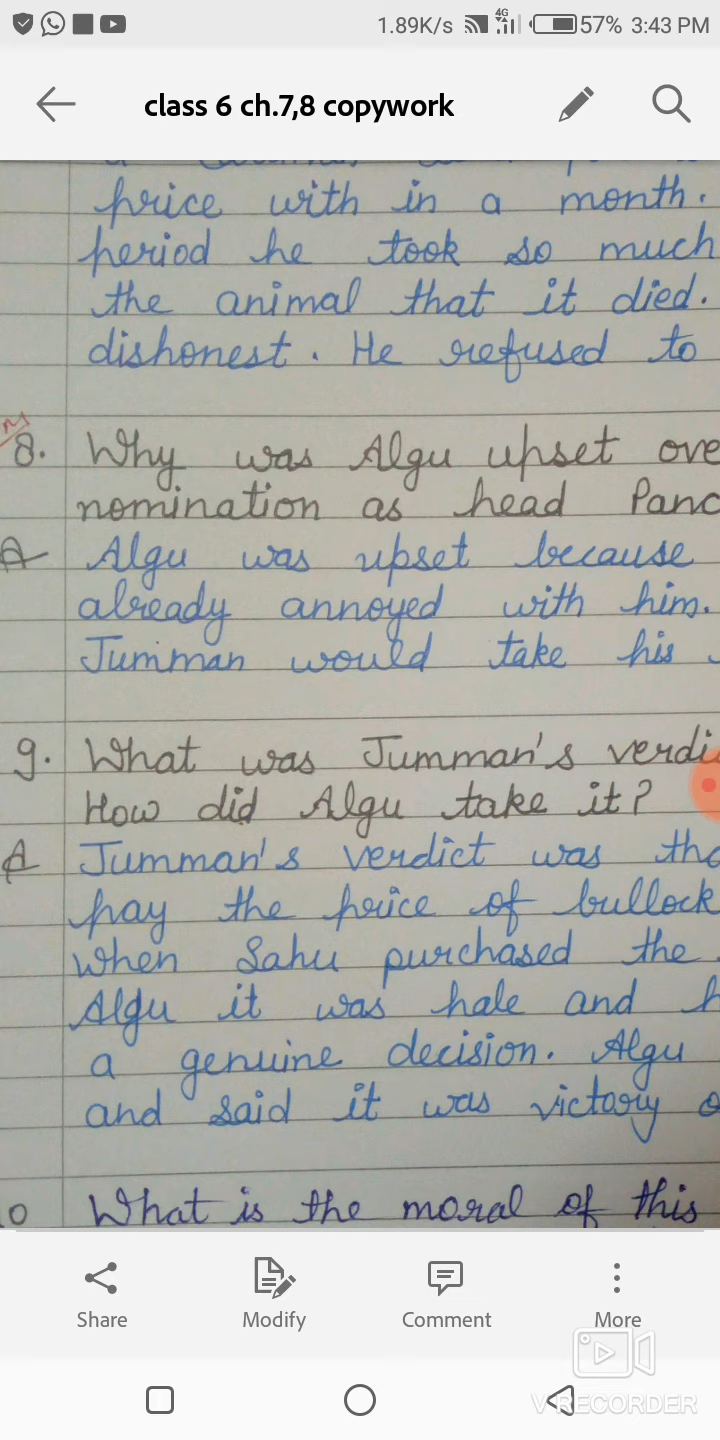 1.89K/s 4G 57% 3:43 PM
class 6 ch.7,8 copywork
price with in a month.
period he took so much
the animal that it died.
dishonest. He refused to
8. Why was Algu upset ove
nomination as head Panc
A Algu was upset because
already annoyed with him.
Jumman would take his
9. What was Jumman's verdi
How did Algu take it?
A Jumman's verdict was tha
pay the price of bullock
when Sahu purchased the
Algu it was hale and h
a genuine decision. Algu
and said it was victory o
0 What is the moral of this
Share Modify Comment More
V RECORDER